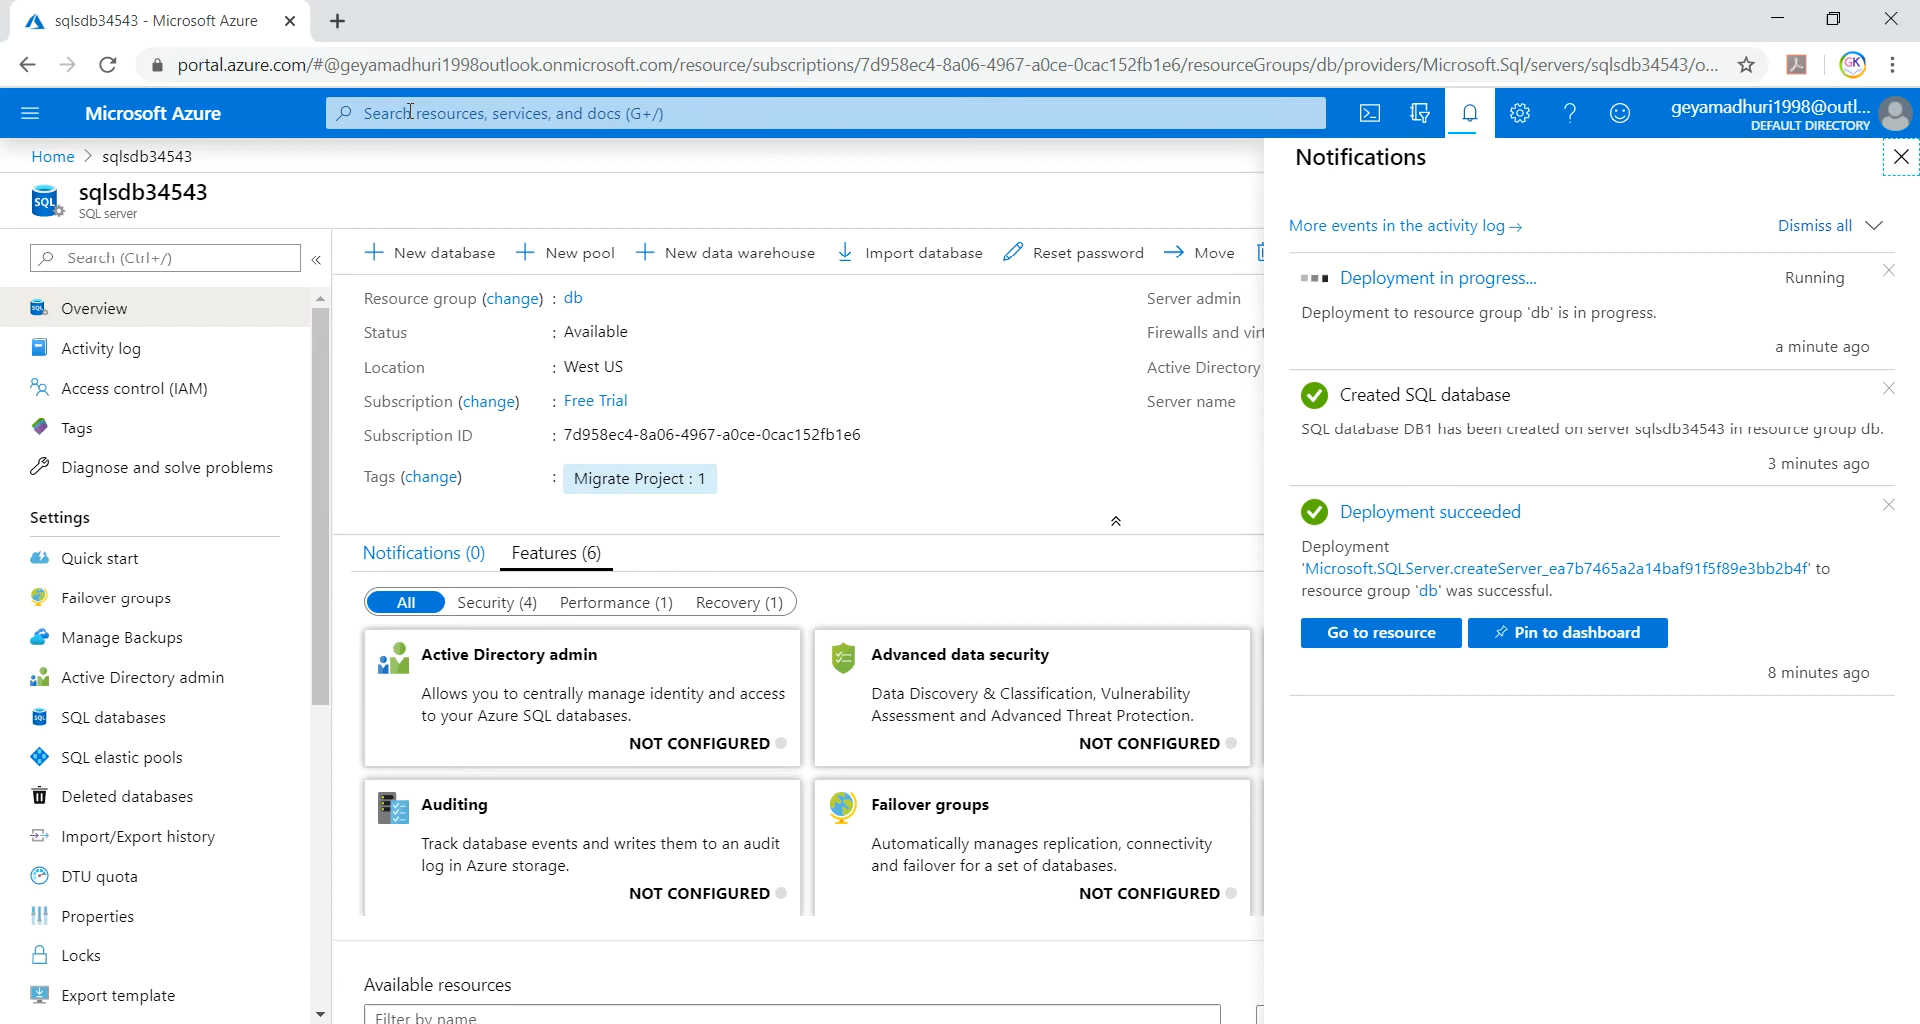 sqlsdb34543 - Microsoft Azure
portal.azure.com/#@geyamadhuri1998outlook.onmicrosoft.com/resource/subscriptions/7d958ec4-8a06-4967-a0ce-0cac152fb1e6/resourceGroups/db/providers/Microsoft.Sql/servers/sqlsdb34543/o...
GK
Microsoft Azure
Search resources, services, and docs (G+/)
geyamadhuri1998@outl...
DEFAULT DIRECTORY
Home > sqlsdb34543
sqlsdb34543
SQL server
Search (Ctrl+/)
Overview
Activity log
Access control (IAM)
Tags
Diagnose and solve problems
Settings
Quick start
Failover groups
Manage Backups
Active Directory admin
SQL databases
SQL elastic pools
Deleted databases
Import/Export history
DTU quota
Properties
Locks
Export template
New database New pool New data warehouse Import database Reset password Move
Resource group (change) : db
Status : Available
Location : West US
Subscription (change) : Free Trial
Subscription ID : 7d958ec4-8a06-4967-a0ce-0cac152fb1e6
Tags (change) : Migrate Project : 1
Server admin
Firewalls and virt
Active Directory
Server name
Notifications (0) Features (6)
All Security (4) Performance (1) Recovery (1)
Active Directory admin
Allows you to centrally manage identity and access
to your Azure SQL databases.
NOT CONFIGURED
Advanced data security
Data Discovery & Classification, Vulnerability
Assessment and Advanced Threat Protection.
NOT CONFIGURED
Auditing
Track database events and writes them to an audit
log in Azure storage.
NOT CONFIGURED
Failover groups
Automatically manages replication, connectivity
and failover for a set of databases.
NOT CONFIGURED
Available resources
Filter by name
Notifications
More events in the activity log →
Dismiss all
Deployment in progress... Running
Deployment to resource group 'db' is in progress.
a minute ago
Created SQL database
SQL database DB1 has been created on server sqlsdb34543 in resource group db.
3 minutes ago
Deployment succeeded
Deployment
'Microsoft.SQLServer.createServer_ea7b7465a2a14baf91f5f89e3bb2b4f' to
resource group 'db' was successful.
Go to resource Pin to dashboard
8 minutes ago